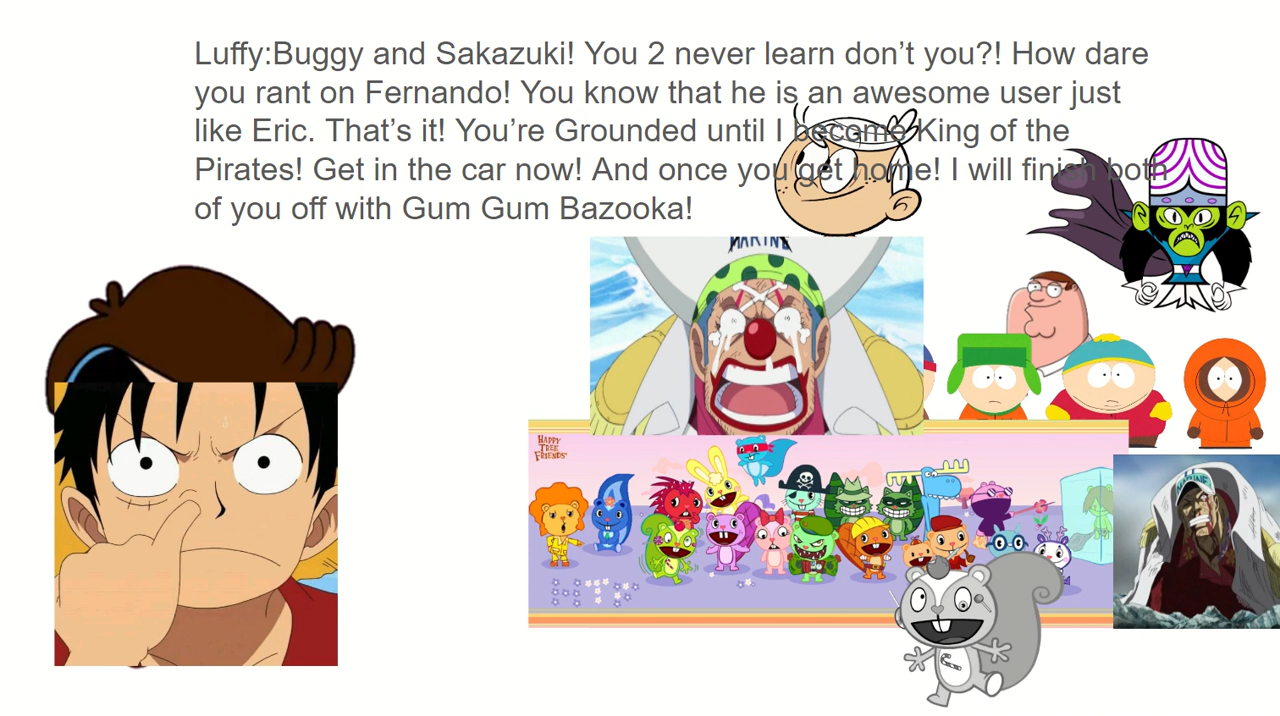 Luffy:Buggy and Sakazuki! You 2 never learn don’t you?! How dare
you rant on Fernando! You know that he is an awesome user just
like Eric. That’s it! You’re Grounded until I become King of the
Pirates! Get in the car now! And once you get home! I will finish both
of you off with Gum Gum Bazooka!
MARINE
HAPPY
TREE
FRIENDS